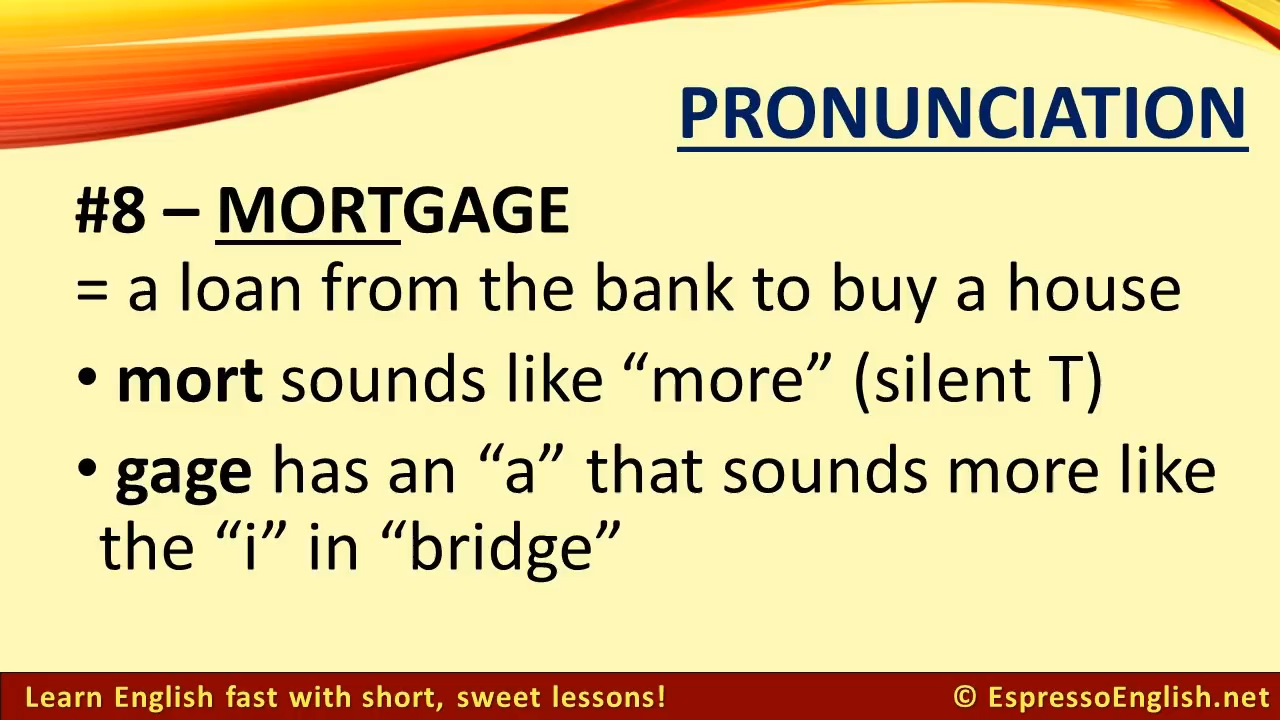 PRONUNCIATION
#8 – MORTGAGE
= a loan from the bank to buy a house
• mort sounds like “more” (silent T)
• gage has an “a” that sounds more like
the “i” in “bridge”
Learn English fast with short, sweet lessons!
© EspressoEnglish.net